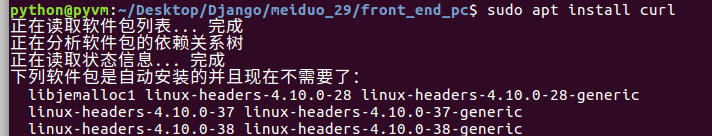 python@pyvm:~/Desktop/Django/meiduo_29/front_end_pc$ sudo apt install curl
正在读取软件包列表... 完成
正在分析软件包的依赖关系树
正在读取状态信息... 完成
下列软件包是自动安装的并且现在不需要了：
  libjemalloc1 linux-headers-4.10.0-28 linux-headers-4.10.0-28-generic
  linux-headers-4.10.0-37 linux-headers-4.10.0-37-generic
  linux-headers-4.10.0-38 linux-headers-4.10.0-38-generic